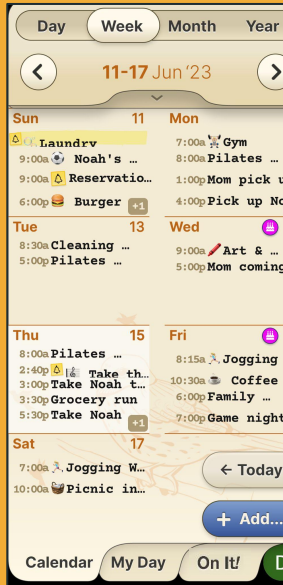 Day Week Month Year
11-17 Jun '23
Sun 11
Laundry
9:00a Noah's ...
9:00a Reservatio...
6:00p Burger +1
Mon
7:00a Gym
8:00a Pilates ...
1:00p Mom pick u
4:00p Pick up No
Tue 13
8:30a Cleaning ...
5:00p Pilates ...
Wed
9:00a Art & ...
5:00p Mom coming
Thu 15
8:00a Pilates ...
2:40p Take th...
3:00p Take Noah t...
3:30p Grocery run
5:30p Take Noah +1
Fri
8:15a Jogging
10:30a Coffee
6:00p Family ...
7:00p Game night
Sat 17
7:00a Jogging W...
10:00a Picnic in...
← Today
+ Add...
Calendar My Day On It! D